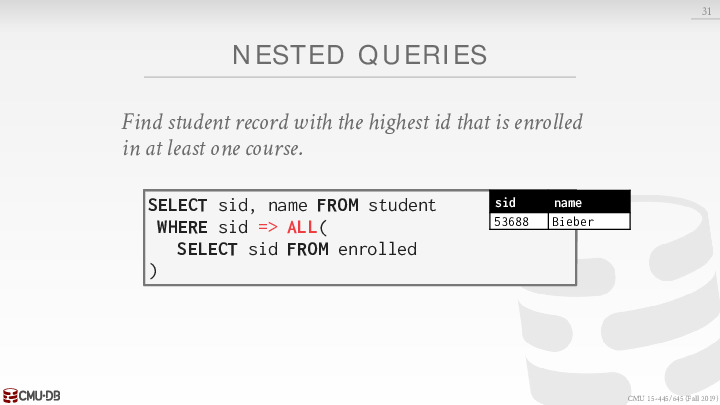 31
NESTED QUERIES
Find student record with the highest id that is enrolled
in at least one course.
SELECT sid, name FROM student
WHERE sid => ALL(
SELECT sid FROM enrolled
)
sid name
53688 Bieber
CMU·DB
CMU 15-445/645 (Fall 2019)